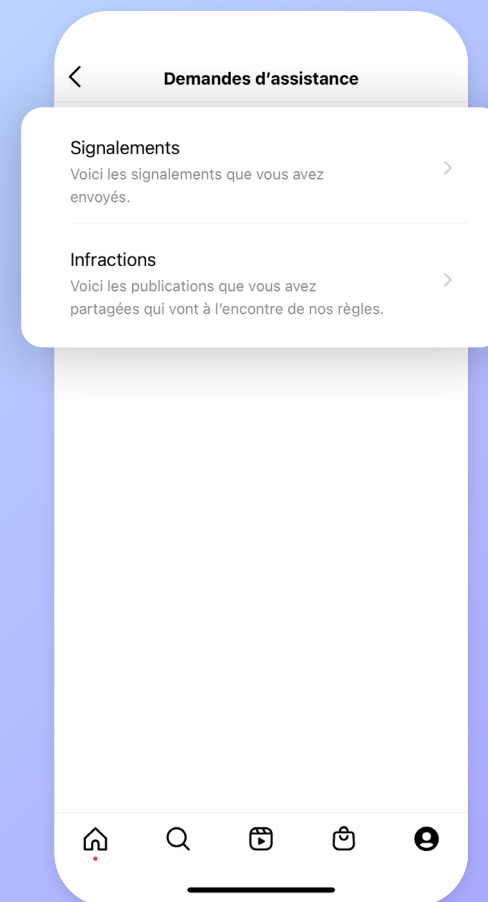 Demandes d’assistance
Signalements
Voici les signalements que vous avez
envoyés.
Infractions
Voici les publications que vous avez
partagées qui vont à l’encontre de nos règles.